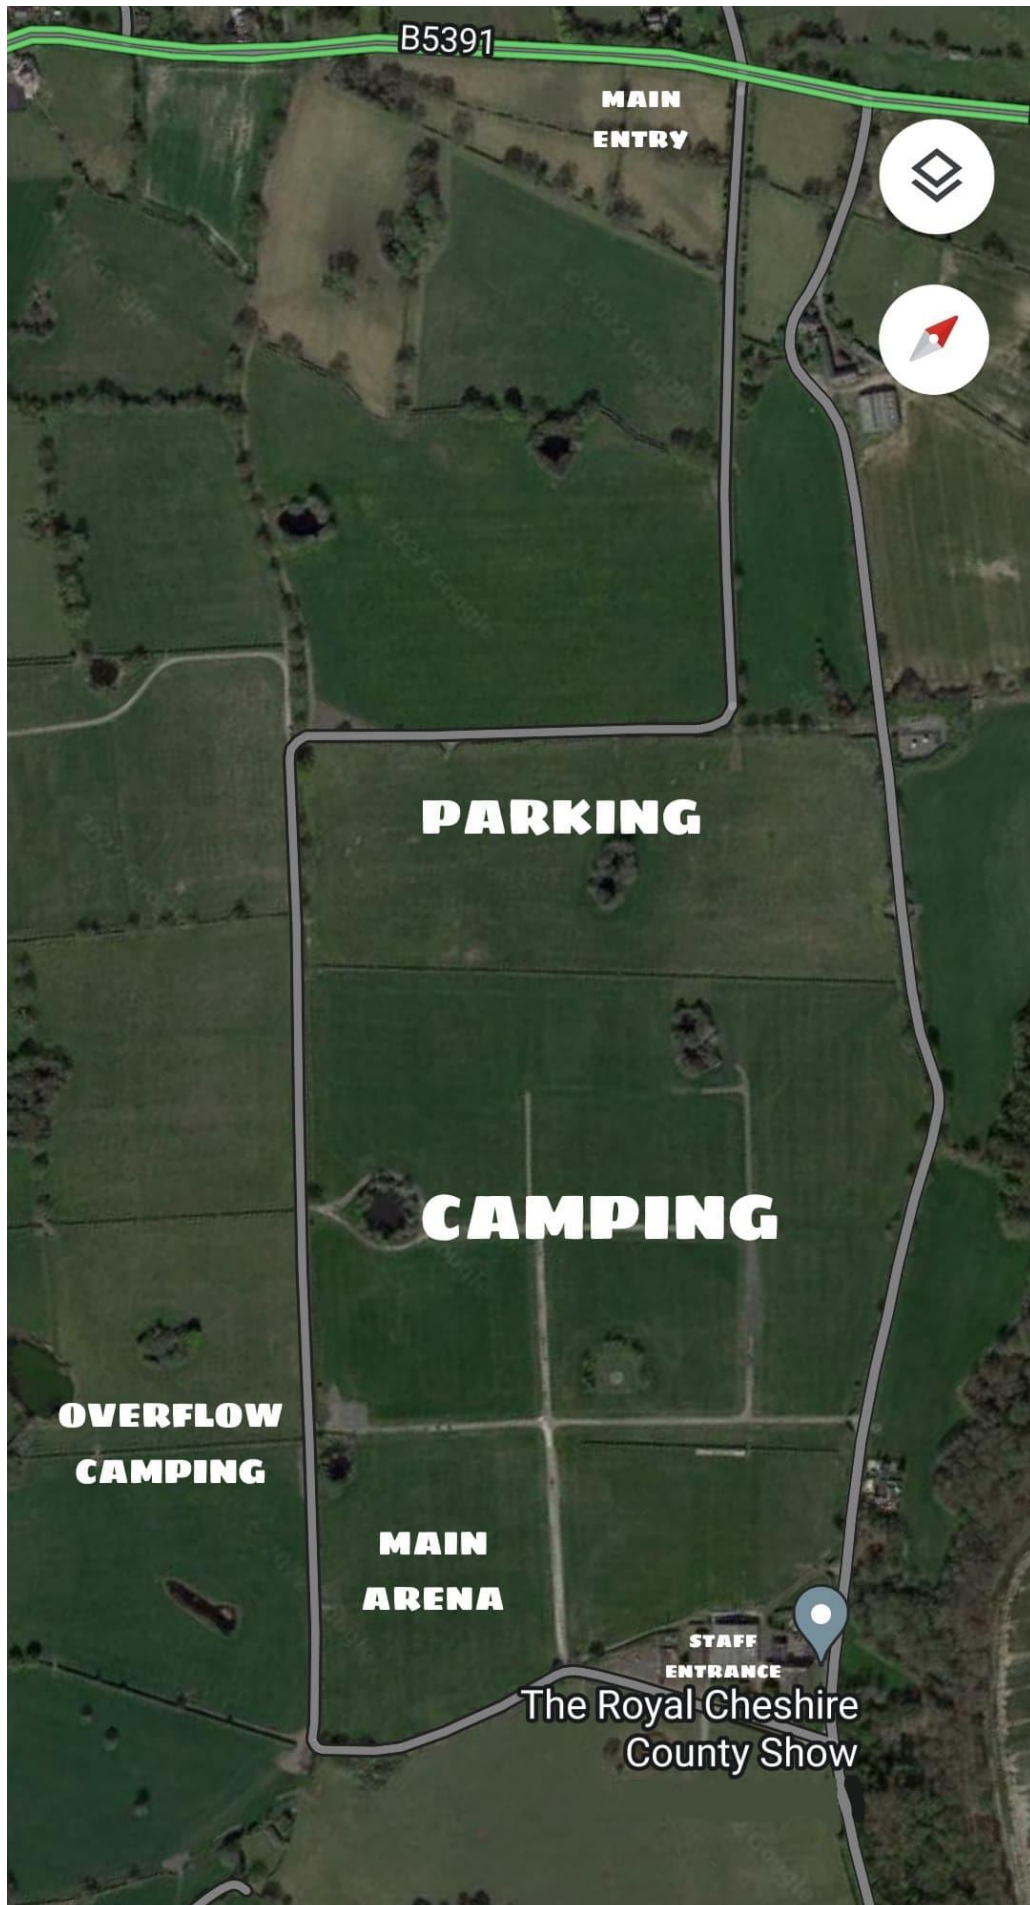 B5391
MAIN
ENTRY
PARKING
CAMPING
OVERFLOW
CAMPING
MAIN
ARENA
STAFF
ENTRANCE
The Royal Cheshire
County Show